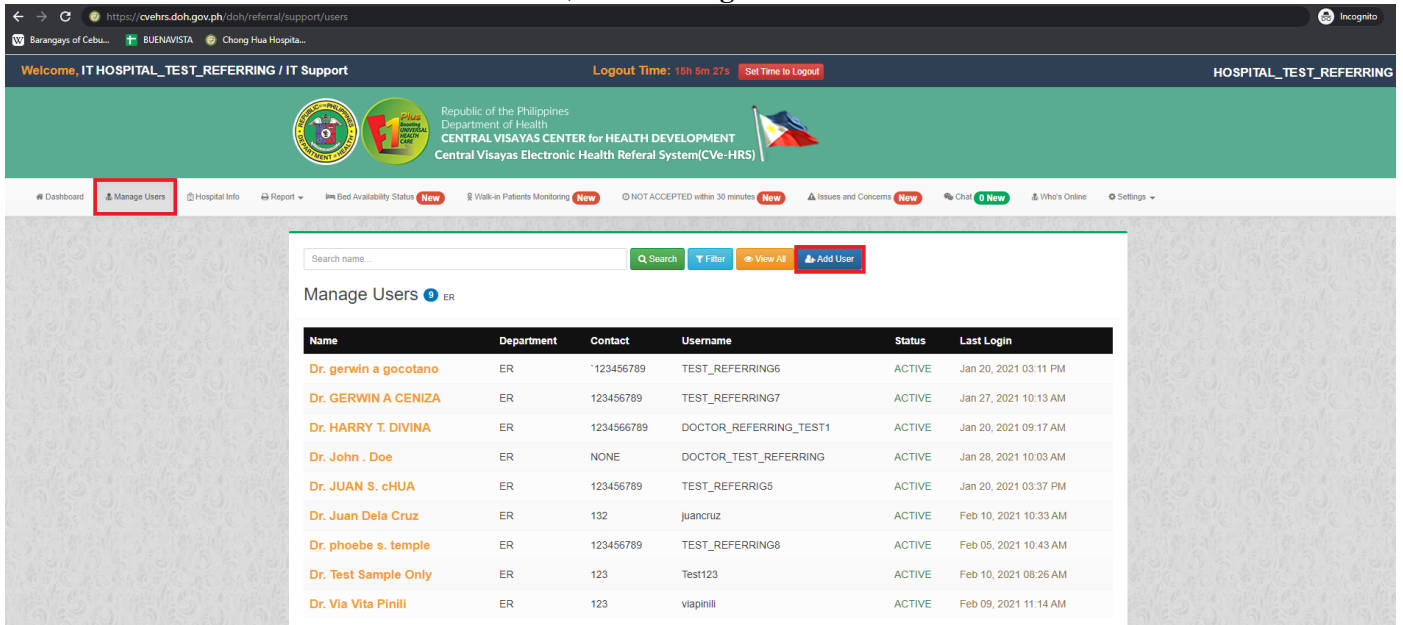 https://cvehrs.doh.gov.ph/doh/referral/support/users
Incognito
Barangays of Cebu... BUENAVISTA Chong Hua Hospita...
Welcome, IT HOSPITAL_TEST_REFERRING / IT Support Logout Time: 15h 5m 27s Set Time to Logout HOSPITAL_TEST_REFERRING
Republic of the Philippines
Department of Health
CENTRAL VISAYAS CENTER for HEALTH DEVELOPMENT
Central Visayas Electronic Health Referal System(CVe-HRS)
Dashboard Manage Users Hospital Info Report Bed Availability Status New Walk-in Patients Monitoring New NOT ACCEPTED within 30 minutes New Issues and Concerns New Chat 0 New Who's Online Settings
Search name... Search Filter View All Add User
Manage Users 9 ER
Name Department Contact Username Status Last Login
Dr. gerwin a gocotano ER `123456789 TEST_REFERRING6 ACTIVE Jan 20, 2021 03:11 PM
Dr. GERWIN A CENIZA ER 123456789 TEST_REFERRING7 ACTIVE Jan 27, 2021 10:13 AM
Dr. HARRY T. DIVINA ER 1234566789 DOCTOR_REFERRING_TEST1 ACTIVE Jan 20, 2021 09:17 AM
Dr. John . Doe ER NONE DOCTOR_TEST_REFERRING ACTIVE Jan 28, 2021 10:03 AM
Dr. JUAN S. cHUA ER 123456789 TEST_REFERRIG5 ACTIVE Jan 20, 2021 03:37 PM
Dr. Juan Dela Cruz ER 132 juancruz ACTIVE Feb 10, 2021 10:33 AM
Dr. phoebe s. temple ER 123456789 TEST_REFERRING8 ACTIVE Feb 05, 2021 10:43 AM
Dr. Test Sample Only ER 123 Test123 ACTIVE Feb 10, 2021 08:26 AM
Dr. Via Vita Pinili ER 123 viapinili ACTIVE Feb 09, 2021 11:14 AM